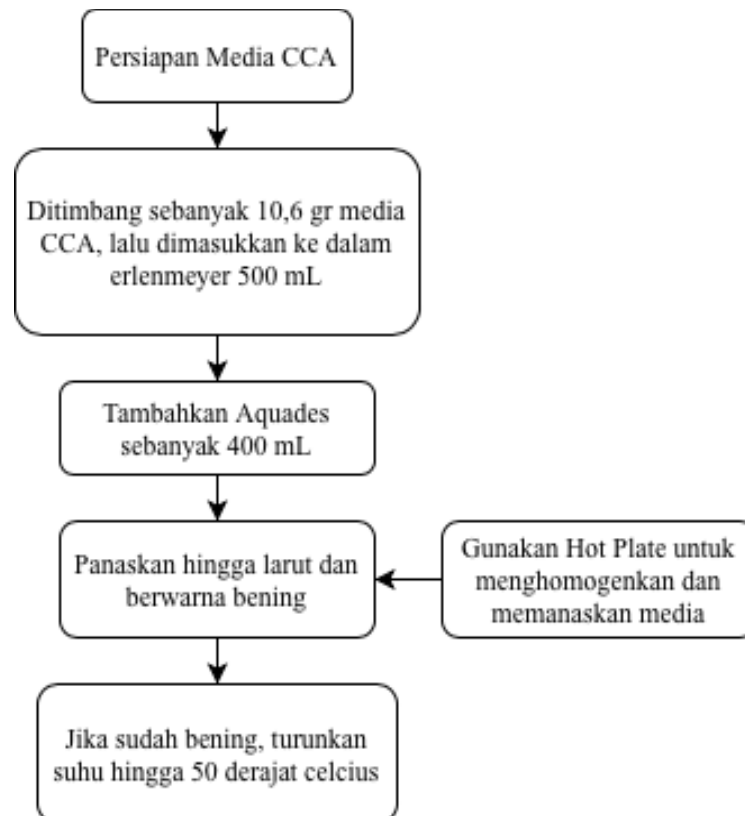 Persiapan Media CCA
Ditimbang sebanyak 10,6 gr media
CCA, lalu dimasukkan ke dalam
erlenmeyer 500 mL
Tambahkan Aquades
sebanyak 400 mL
Panaskan hingga larut dan
berwarna bening
Gunakan Hot Plate untuk
menghomogenkan dan
memanaskan media
Jika sudah bening, turunkan
suhu hingga 50 derajat celcius